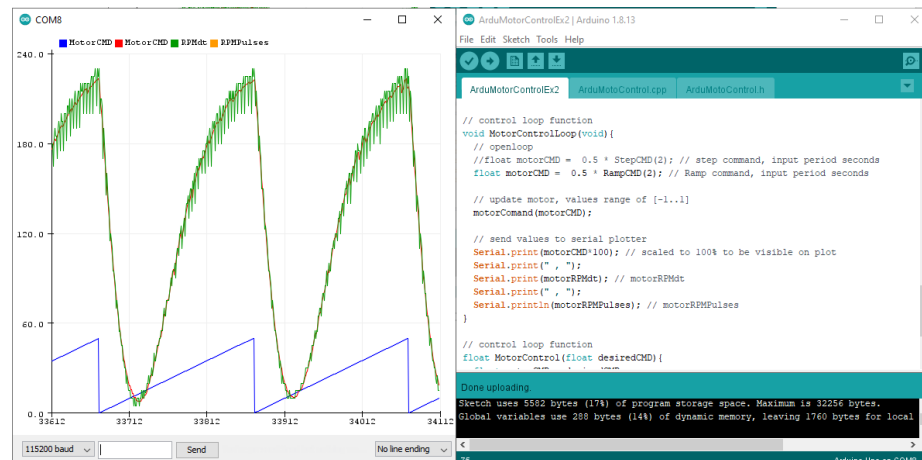 COM8
MotorCMD MotorCMD RPMdt RPMPulses
240.0
180.0
120.0
60.0
0.0
33612 33712 33812 33912 34012 34112
115200 baud Send No line ending
ArduMotorControlEx2 | Arduino 1.8.13
File Edit Sketch Tools Help
ArduMotorControlEx2 ArduMotoControl.cpp ArduMotoControl.h
// control loop function
void MotorControlLoop(void){
// openloop
//float motorCMD = 0.5 * StepCMD(2); // step command, input period seconds
float motorCMD = 0.5 * RampCMD(2); // Ramp command, input period seconds
// update motor, values range of [-1..1]
motorComand(motorCMD);
// send values to serial plotter
Serial.print(motorCMD*100); // scaled to 100% to be visible on plot
Serial.print(" , ");
Serial.print(motorRPMdt); // motorRPMdt
Serial.print(" , ");
Serial.println(motorRPMPulses); // motorRPMPulses
}
// control loop function
float MotorControl(float desiredCMD){
Done uploading.
Sketch uses 5582 bytes (17%) of program storage space. Maximum is 32256 bytes.
Global variables use 288 bytes (14%) of dynamic memory, leaving 1760 bytes for local